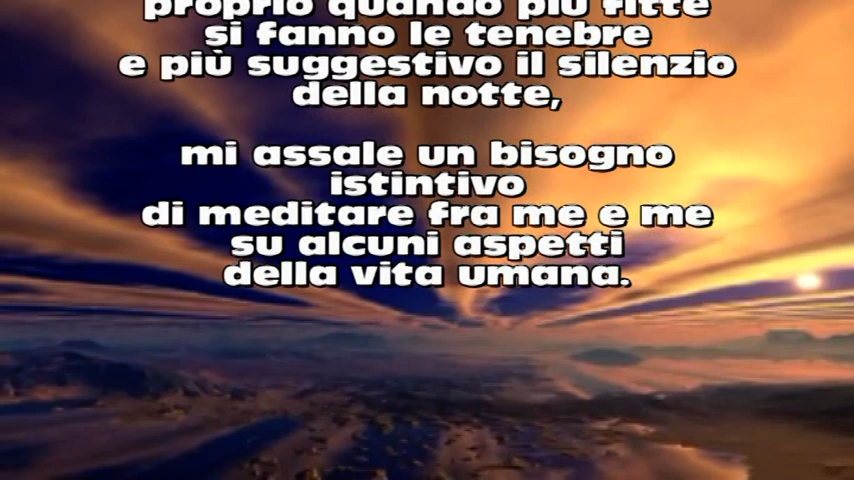 proprio quando più fitte
si fanno le tenebre
e più suggestivo il silenzio
della notte,
mi assale un bisogno
istintivo
di meditare fra me e me
su alcuni aspetti
della vita umana.